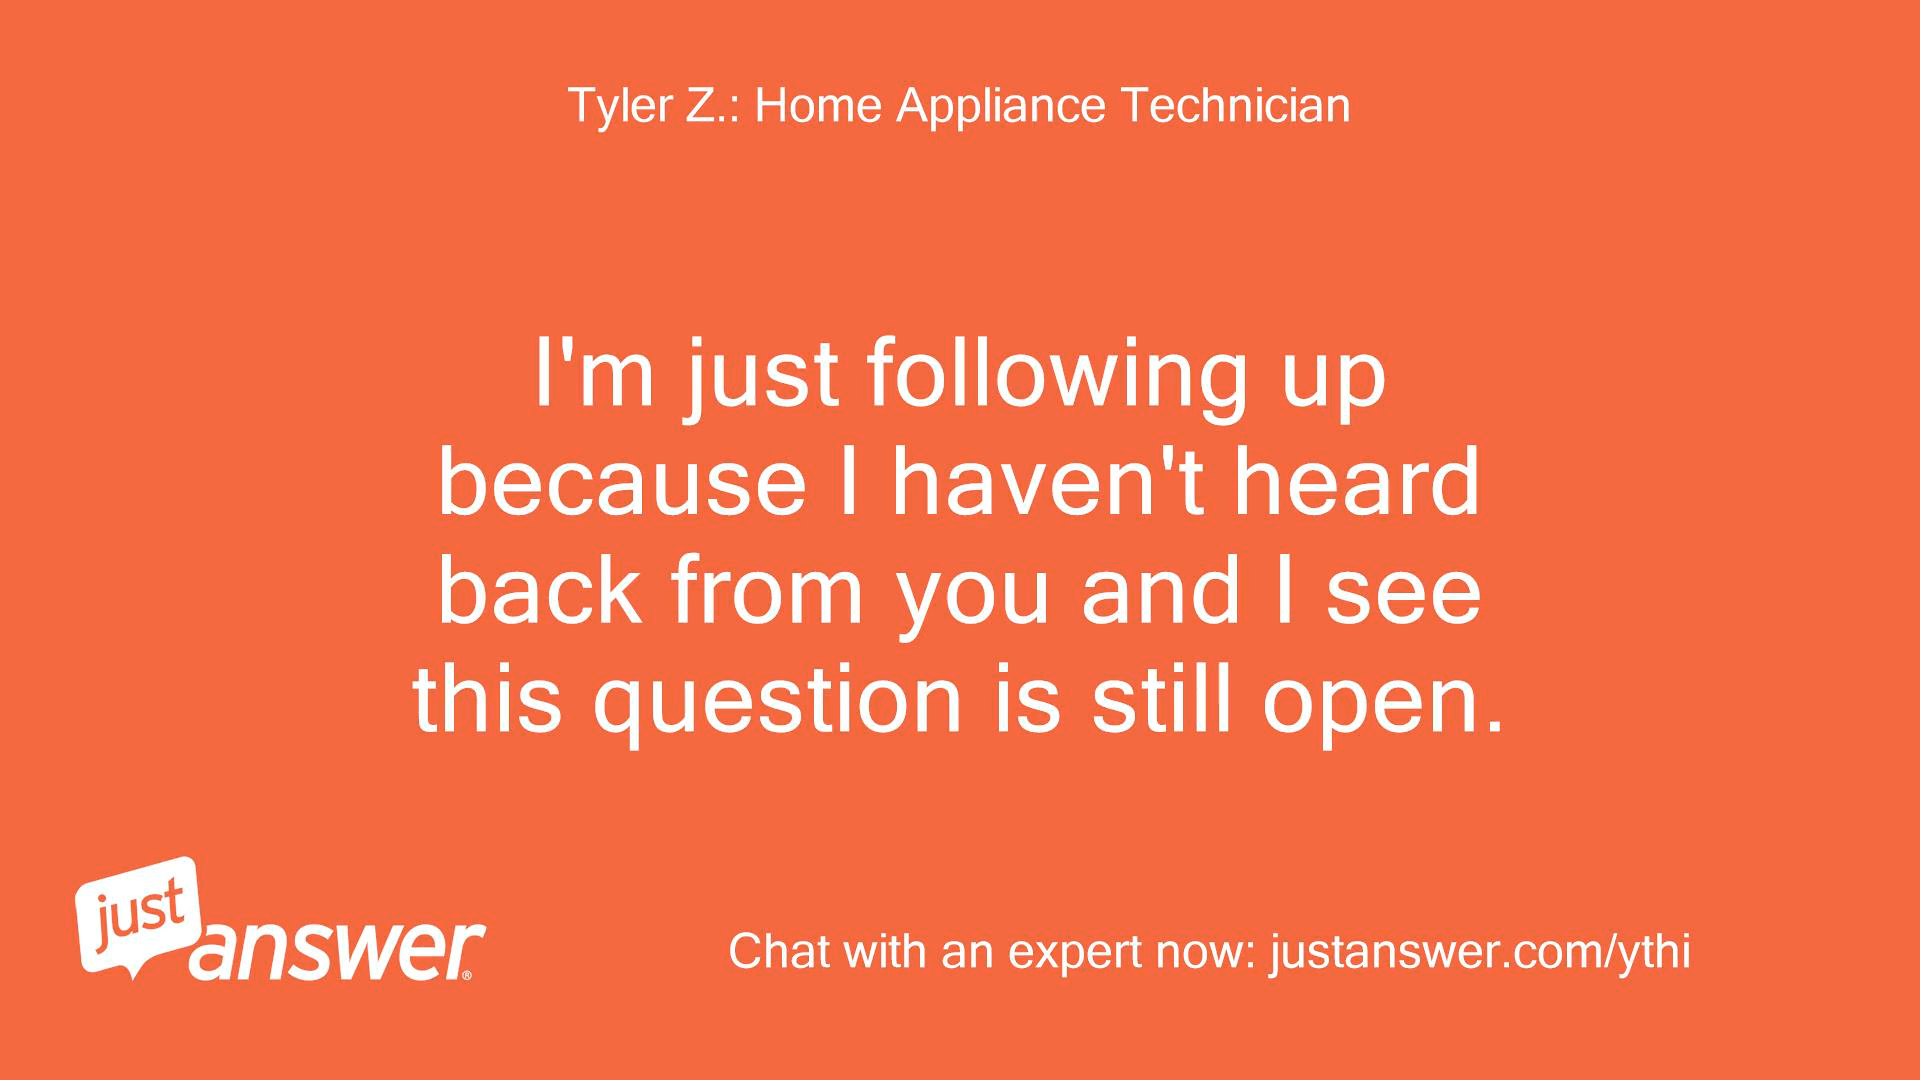 Tyler Z.: Home Appliance Technician
I'm just following up
because I haven't heard
back from you and I see
this question is still open.
just
answer®
Chat with an expert now: justanswer.com/ythi